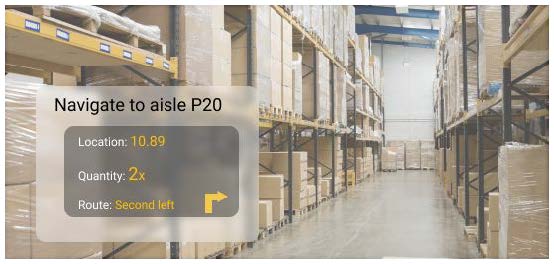 Navigate to aisle P20
Location: 10.89
Quantity: 2x
Route: Second left